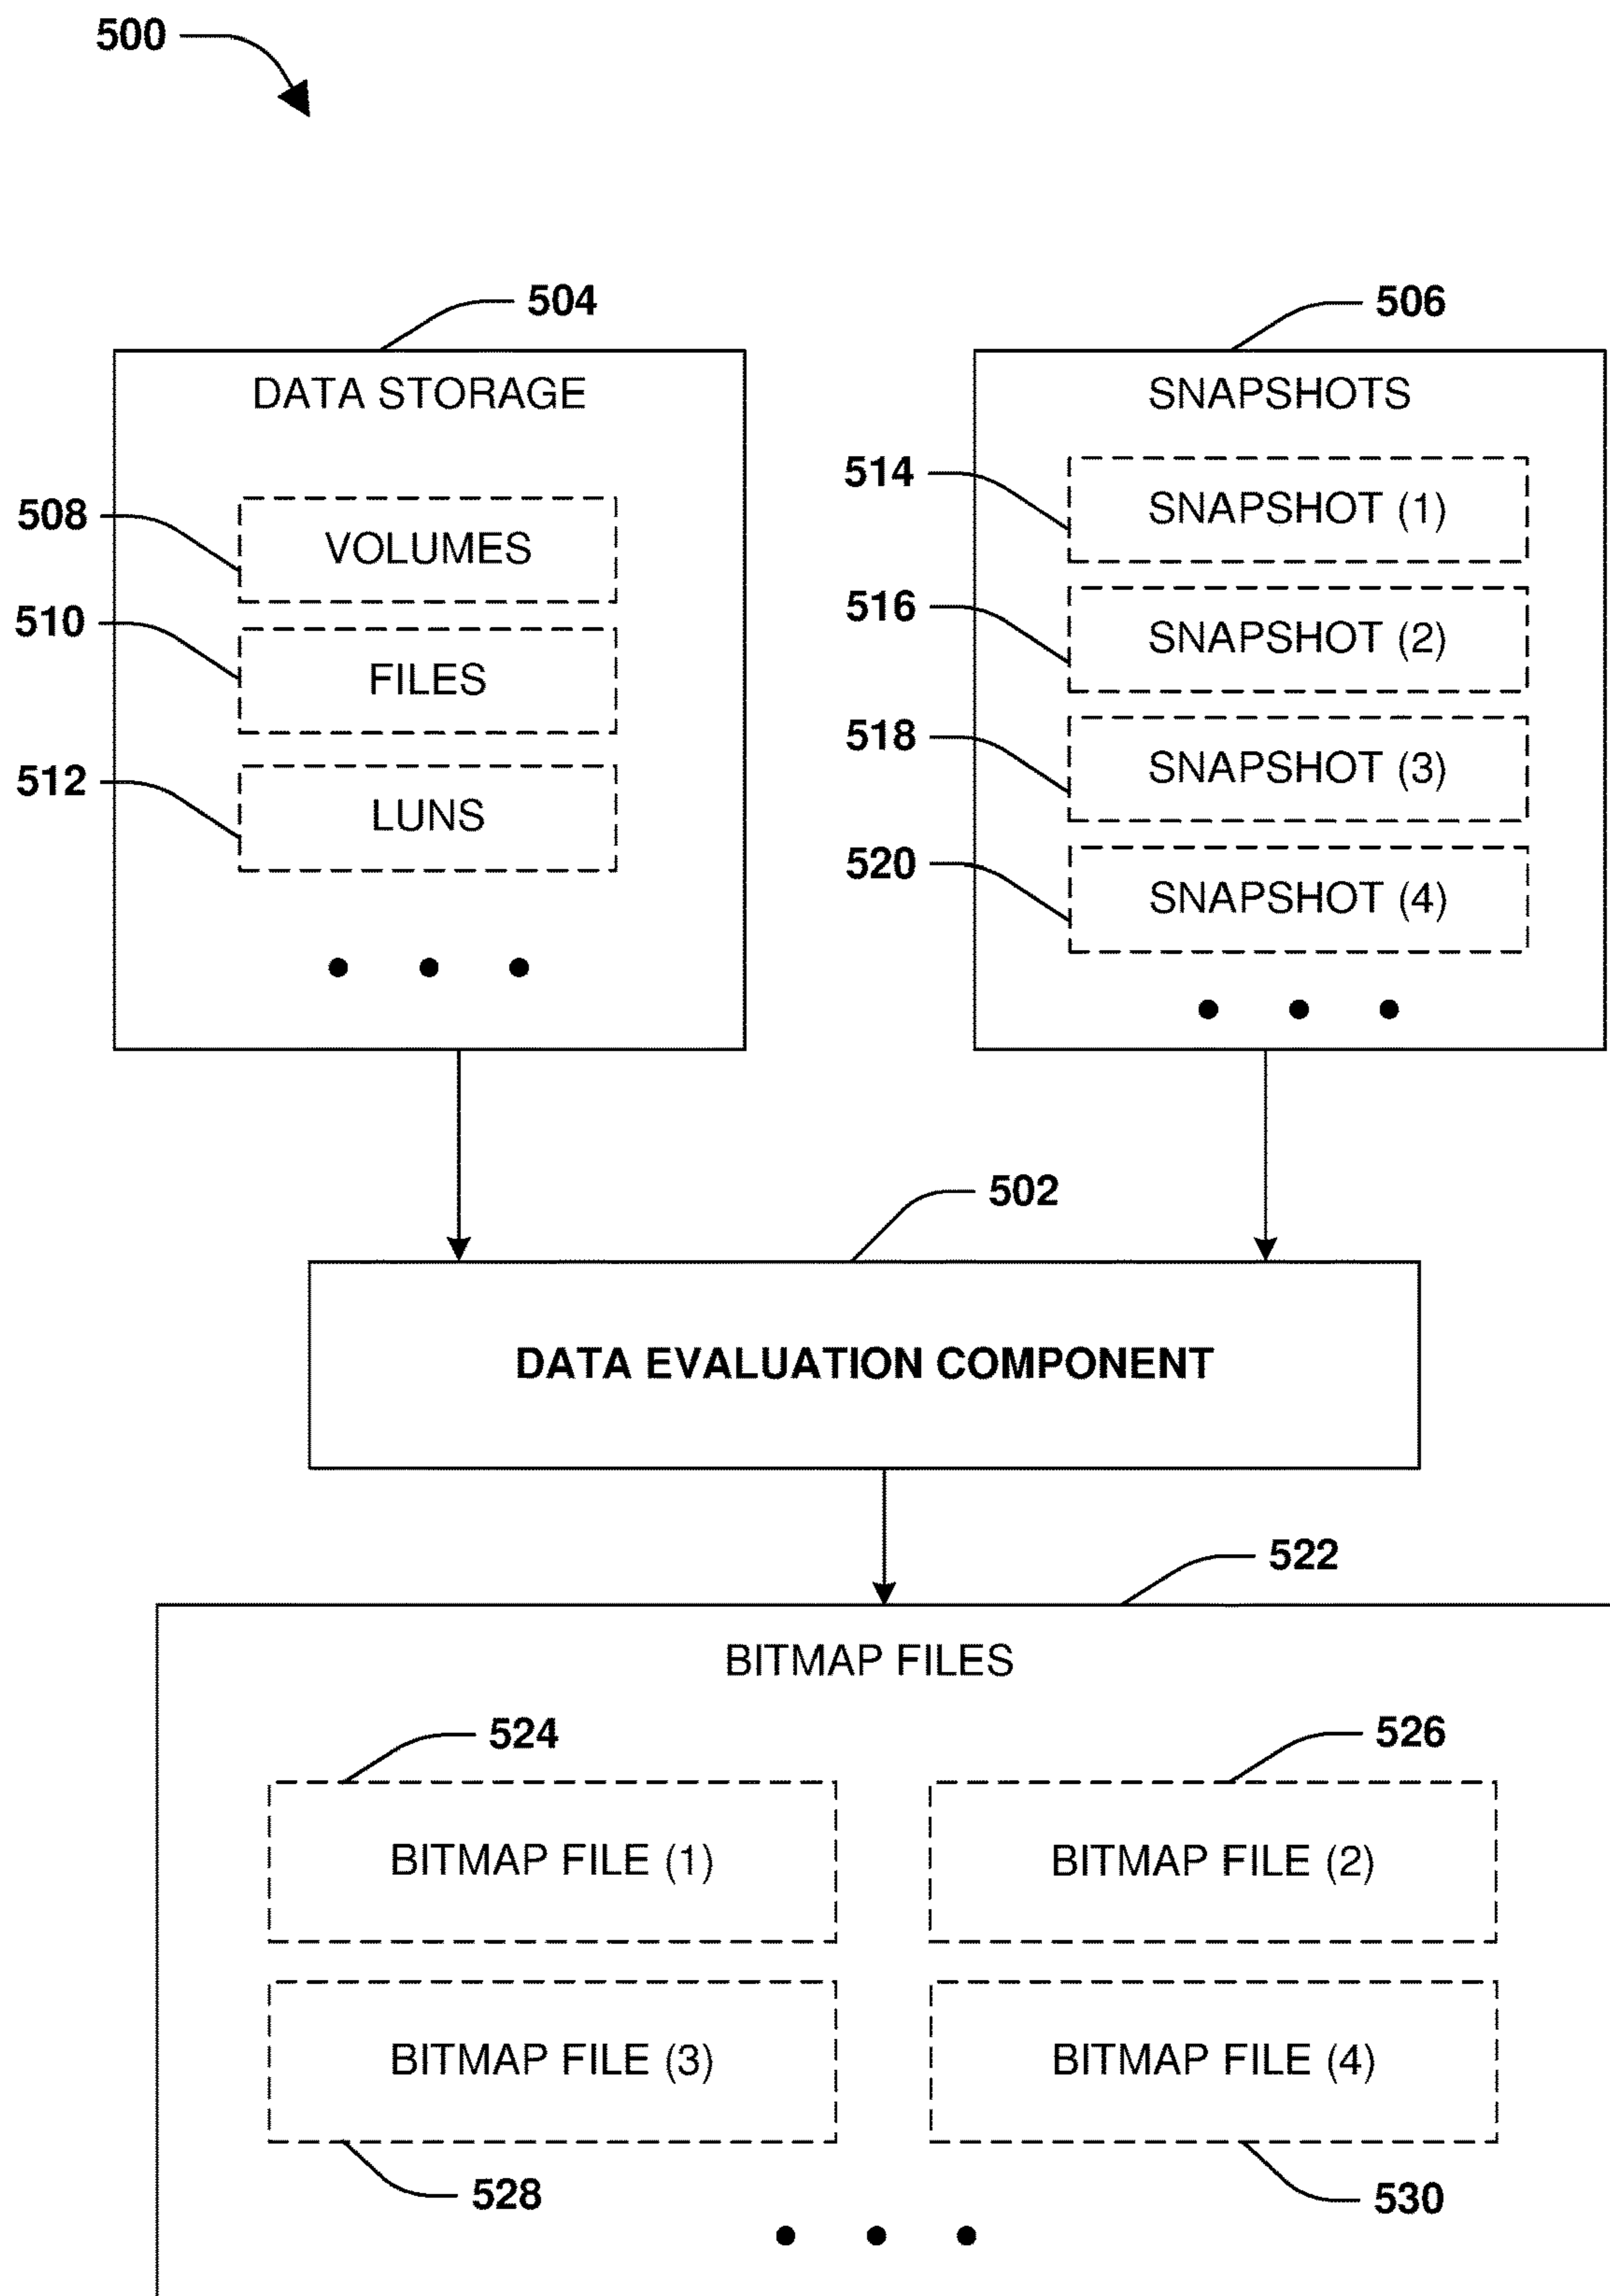 500
504
DATA STORAGE
508
VOLUMES
510
FILES
512
LUNS
506
SNAPSHOTS
514
SNAPSHOT (1)
516
SNAPSHOT (2)
518
SNAPSHOT (3)
520
SNAPSHOT (4)
502
DATA EVALUATION COMPONENT
522
BITMAP FILES
524
BITMAP FILE (1)
526
BITMAP FILE (2)
BITMAP FILE (3)
528
BITMAP FILE (4)
530